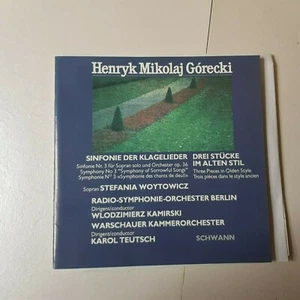 Henryk Mikolaj Górecki
SINFONIE DER KLAGELIEDER
Sinfonie Nr. 3 für Sopran solo und Orchester op. 36
Symphony No 3 "Symphony of Sorrowful Songs"
Symphonie N° 3 «Symphonie des chants de deuil»
DREI STÜCKE
IM ALTEN STIL
Three Pieces in Olden Style
Trois pièces dans le style ancien
Sopran STEFANIA WOYTOWICZ
RADIO-SYMPHONIE-ORCHESTER BERLIN
Dirigent/conductor
WLODZIMIERZ KAMIRSKI
WARSCHAUER KAMMERORCHESTER
Dirigent/conductor
KAROL TEUTSCH
SCHWANN